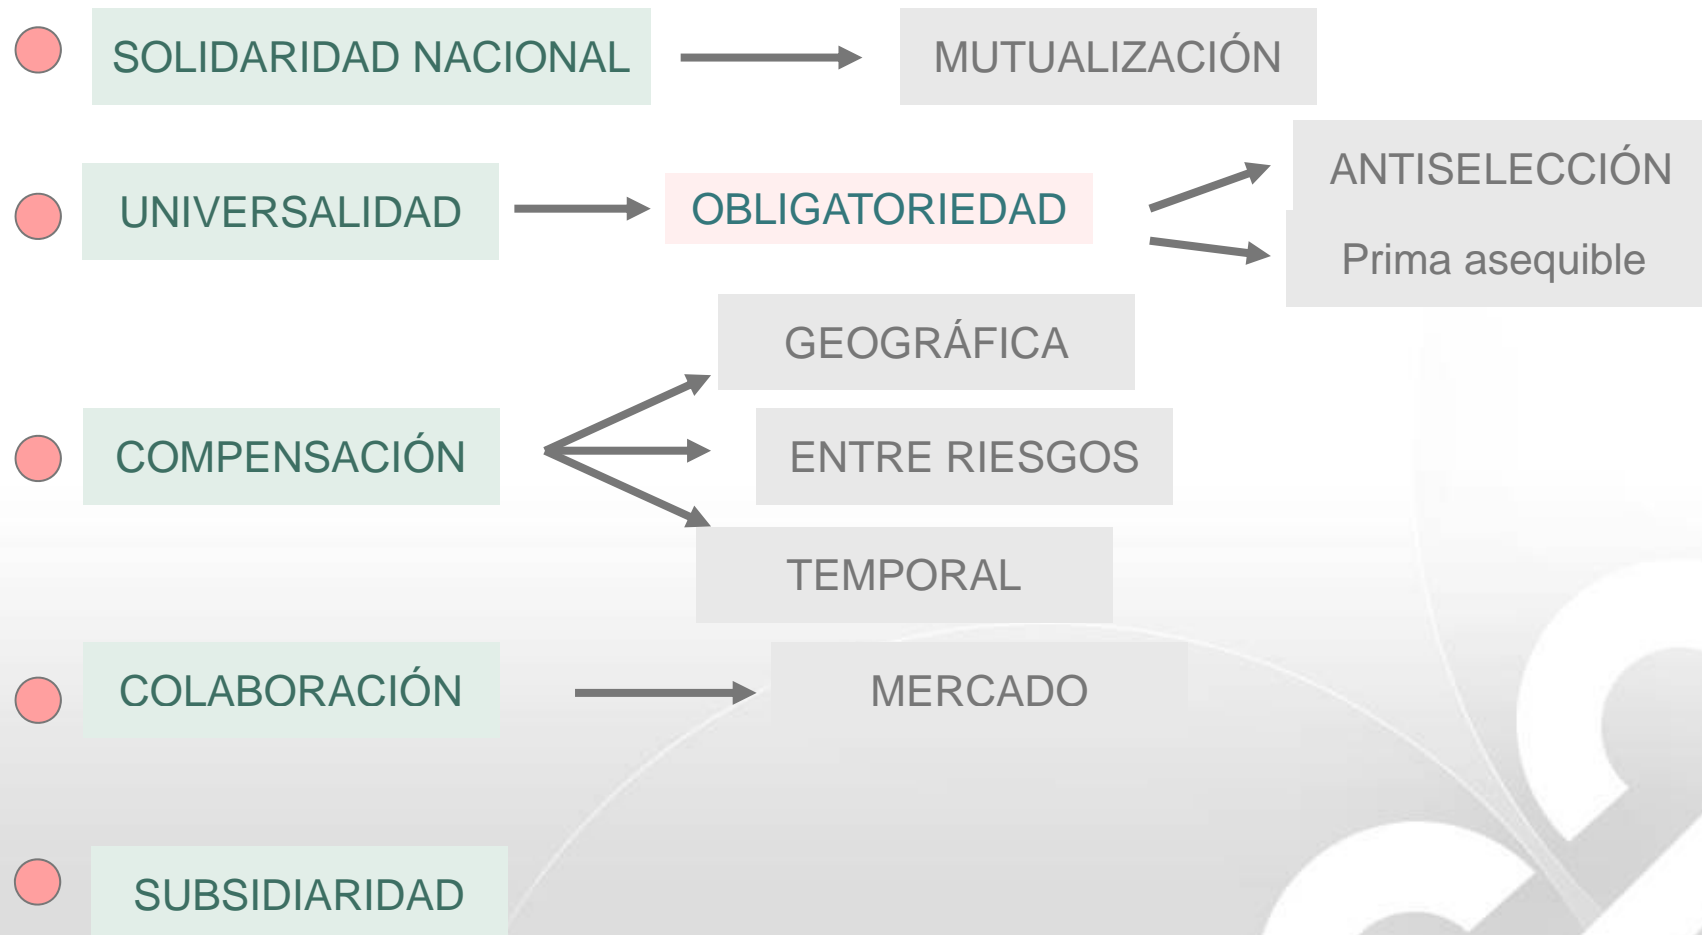 SOLIDARIDAD NACIONAL
MUTUALIZACIÓN
UNIVERSALIDAD
OBLIGATORIEDAD
ANTISELECCIÓN
Prima asequible
GEOGRÁFICA
COMPENSACIÓN
ENTRE RIESGOS
TEMPORAL
COLABORACIÓN
MERCADO
SUBSIDIARIDAD